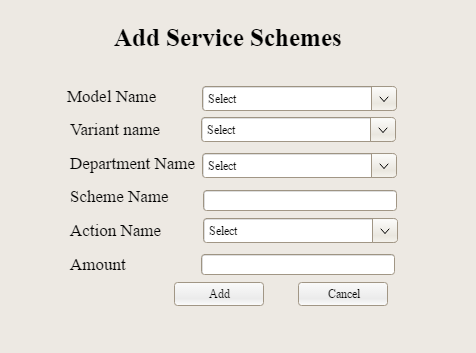 Add Service Schemes
Model Name Select
Variant name Select
Department Name Select
Scheme Name
Action Name Select
Amount
Add Cancel